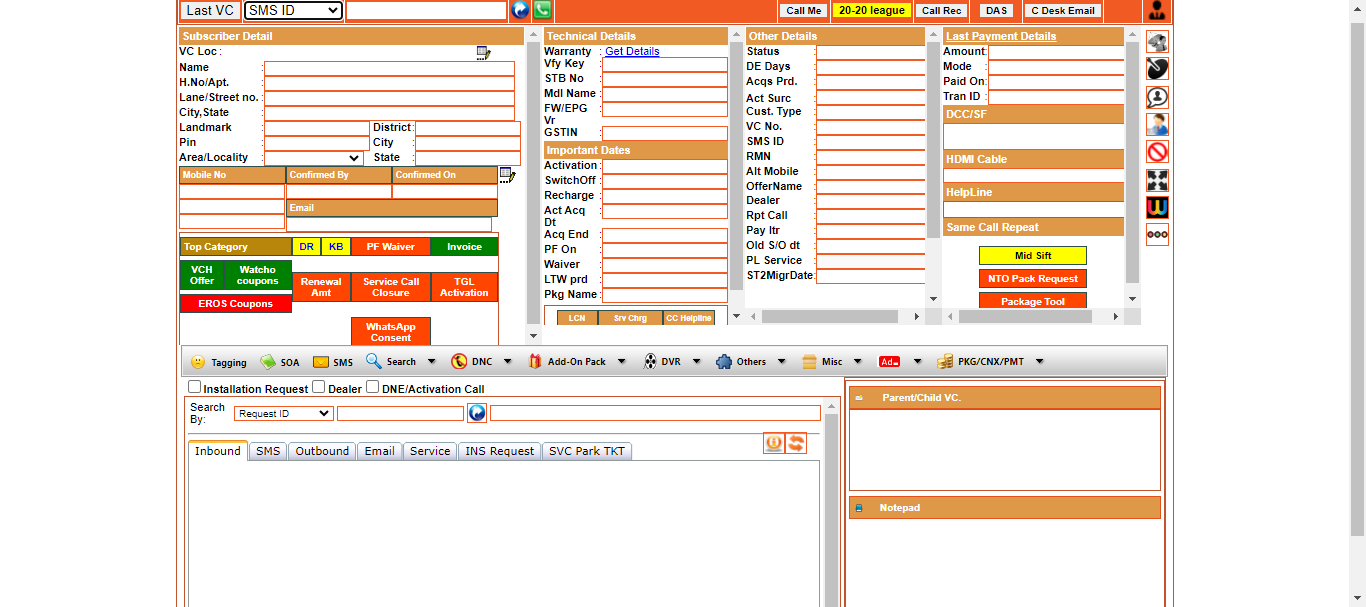 Last VC SMS ID Call Me 20-20 league Call Rec DAS C Desk Email
Subscriber Detail
VC Loc :
Name :
H.No/Apt. :
Lane/Street no. :
City,State :
Landmark : District :
Pin : City :
Area/Locality : State :
Mobile No Confirmed By Confirmed On
Email
Top Category DR KB PF Waiver Invoice
VCH Offer Watcho coupons Renewal Amt Service Call Closure TGL Activation
EROS Coupons
WhatsApp Consent
Technical Details
Warranty : Get Details
Vfy Key :
STB No :
Mdl Name :
FW/EPG Vr :
GSTIN :
Important Dates
Activation :
SwitchOff :
Recharge :
Act Acq Dt :
Acq End :
PF On :
Waiver :
LTW prd :
Pkg Name :
LCN Srv Chrg CC Helpline
Other Details
Status :
DE Days :
Acqs Prd. :
Act Surc :
Cust. Type :
VC No. :
SMS ID :
RMN :
Alt Mobile :
OfferName :
Dealer :
Rpt Call :
Pay Itr :
Old S/O dt :
PL Service :
ST2MigrDate:
Last Payment Details
Amount:
Mode :
Paid On:
Tran ID :
DCC/SF
HDMI Cable
HelpLine
Same Call Repeat
Mid Sift
NTO Pack Request
Package Tool
Tagging SOA SMS Search DNC Add-On Pack DVR Others Misc Ad PKG/CNX/PMT
Installation Request Dealer DNE/Activation Call
Search By: Request ID
Inbound SMS Outbound Email Service INS Request SVC Park TKT
Parent/Child VC.
Notepad